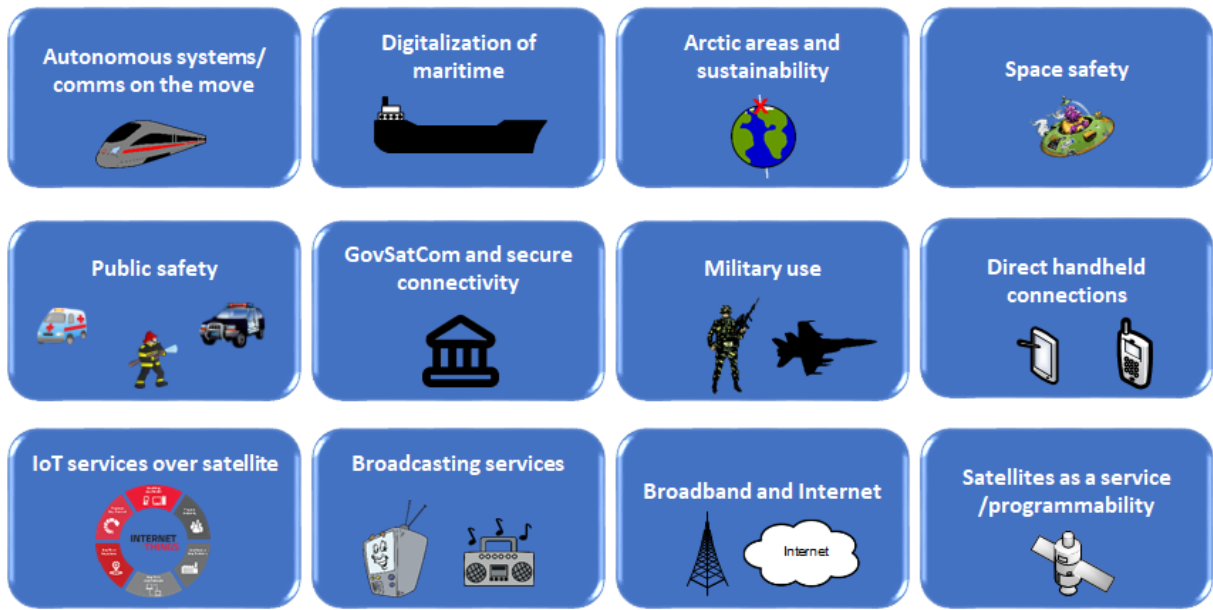 Autonomous systems/
comms on the move
Digitalization of
maritime
Arctic areas and
sustainability
Space safety
Public safety
GovSatCom and secure
connectivity
Military use
Direct handheld
connections
IoT services over satellite
INTERNET
THINGS
Broadcasting services
Broadband and Internet
Internet
Satellites as a service
/programmability